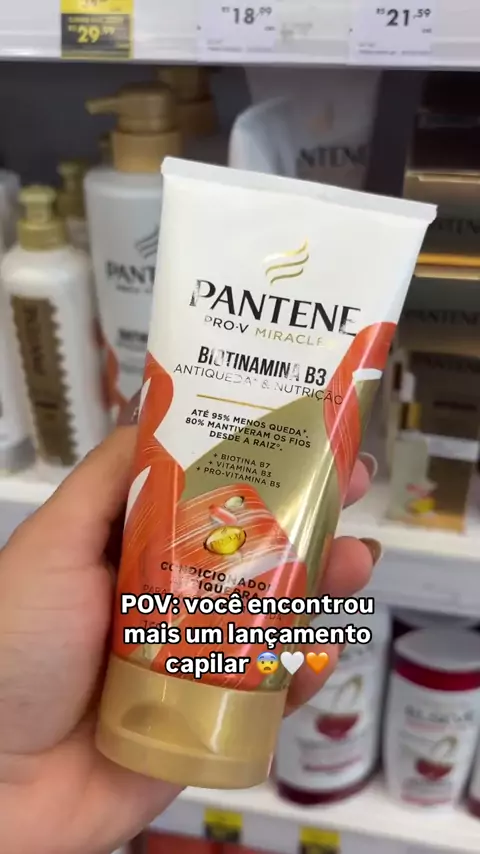 R$ 18,99
R$ 21,59
29,99
PANTENE
PRO-V MIRACLES
BIOTINAMINA B3
ANTIQUEDA* & NUTRIÇÃO
ATÉ 95% MENOS QUEDA*.
80% MANTIVERAM OS FIOS
DESDE A RAIZ°.
+ BIOTINA B7
+ VITAMINA B3
+ PRO-VITAMINA B5
CONDICIONADOR
POV: você encontrou
mais um lançamento
capilar 😨🤍🧡